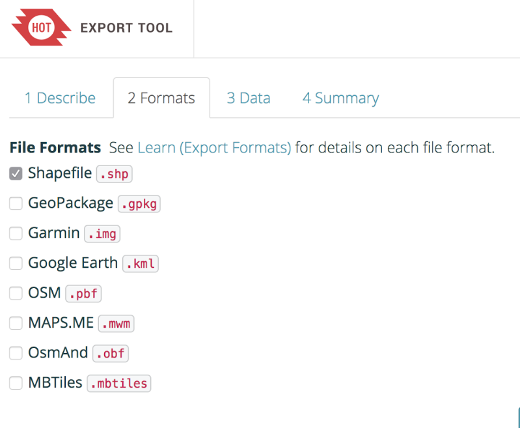 HOT EXPORT TOOL
1 Describe 2 Formats 3 Data 4 Summary
File Formats See Learn (Export Formats) for details on each file format.
Shapefile .shp
GeoPackage .gpkg
Garmin .img
Google Earth .kml
OSM .pbf
MAPS.ME .mwm
OsmAnd .obf
MBTiles .mbtiles